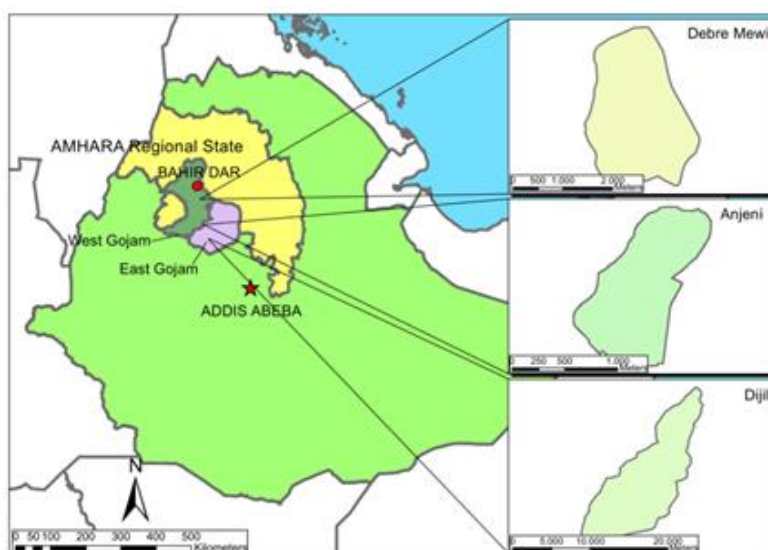 AMHARA Regional State
BAHIR DAR
West Gojam
East Gojam
ADDIS ABEBA
N
0 50 100 200 300 400 500
Kilometers
Debre Mewi
0 500 1.000 2.000
Meters
Anjeni
0 250 500 1.000
Meters
Dijil
0 5.000 10.000 20.000
Meters